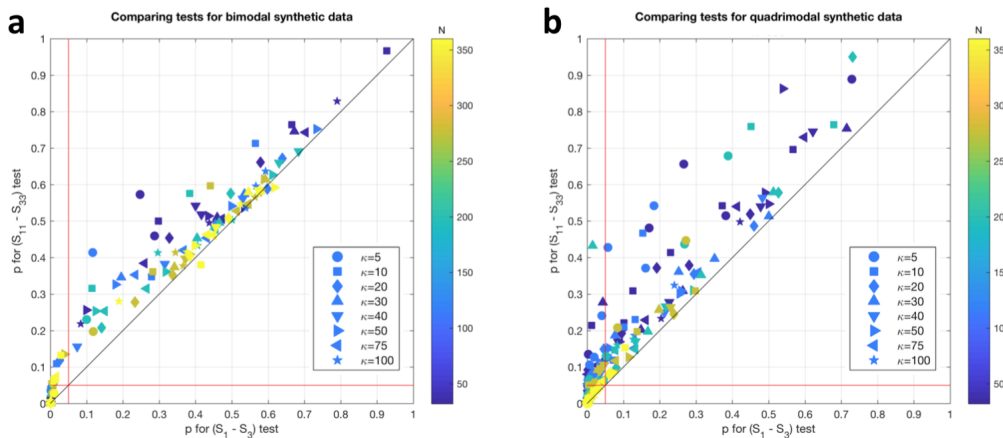 a
Comparing tests for bimodal synthetic data
N
1
0.9
0.8
0.7
0.6
0.5
0.4
0.3
0.2
0.1
0
p for (S₁₁ - S₃₃) test
0 0.1 0.2 0.3 0.4 0.5 0.6 0.7 0.8 0.9 1
p for (S₁ - S₃) test
κ=5
κ=10
κ=20
κ=30
κ=40
κ=50
κ=75
κ=100
350
300
250
200
150
100
50
b
Comparing tests for quadrimodal synthetic data
N
1
0.9
0.8
0.7
0.6
0.5
0.4
0.3
0.2
0.1
0
p for (S₁₁ - S₃₃) test
0 0.1 0.2 0.3 0.4 0.5 0.6 0.7 0.8 0.9 1
p for (S₁ - S₃) test
κ=5
κ=10
κ=20
κ=30
κ=40
κ=50
κ=75
κ=100
350
300
250
200
150
100
50